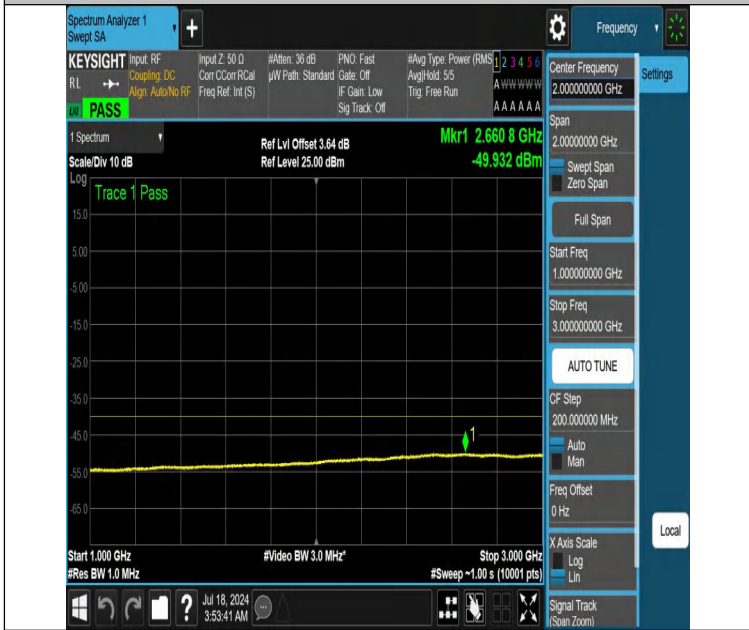 Spectrum Analyzer 1
Swept SA
+
Frequency
KEYSIGHT
RL
LXI
PASS
Input: RF
Coupling: DC
Align: Auto/No RF
Input Z: 50 Ω
Corr CCorr RCal
Freq Ref: Int (S)
#Atten: 36 dB
µW Path: Standard
PNO: Fast
Gate: Off
IF Gain: Low
Sig Track: Off
#Avg Type: Power (RMS
Avg|Hold: 5/5
Trig: Free Run
1 2 3 4 5 6
A W W W W W
A A A A A A
1 Spectrum
Scale/Div 10 dB
Ref Lvl Offset 3.64 dB
Ref Level 25.00 dBm
Mkr1 2.660 8 GHz
-49.932 dBm
Log
Trace 1 Pass
15.0
5.00
-5.00
-15.0
-25.0
-35.0
-45.0
-55.0
-65.0
1
Start 1.000 GHz
#Res BW 1.0 MHz
#Video BW 3.0 MHz*
Stop 3.000 GHz
#Sweep ~1.00 s (10001 pts)
Center Frequency
2.000000000 GHz
Settings
Span
2.00000000 GHz
Swept Span
Zero Span
Full Span
Start Freq
1.000000000 GHz
Stop Freq
3.000000000 GHz
AUTO TUNE
CF Step
200.000000 MHz
Auto
Man
Freq Offset
0 Hz
X Axis Scale
Log
Lin
Signal Track
(Span Zoom)
Local
?
Jul 18, 2024
3:53:41 AM